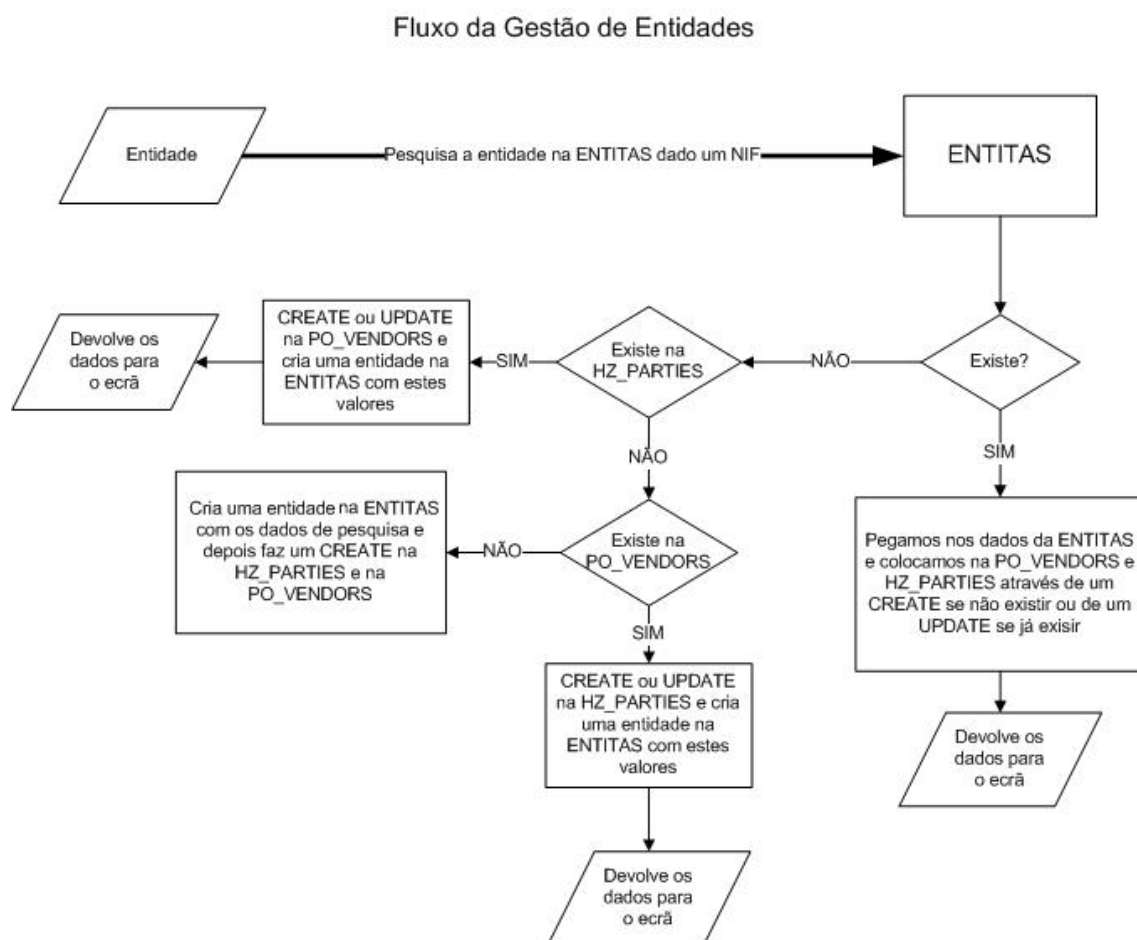 Fluxo da Gestão de Entidades
Entidade
Pesquisa a entidade na ENTITAS dado um NIF
ENTITAS
Devolve os
dados para
o ecrã
CREATE ou UPDATE
na PO_VENDORS e
cria uma entidade na
ENTITAS com estes
valores
SIM
Existe na
HZ_PARTIES
NÃO
Existe?
NÃO
SIM
Cria uma entidade na ENTITAS
com os dados de pesquisa e
depois faz um CREATE na
HZ_PARTIES e na
PO_VENDORS
NÃO
Existe na
PO_VENDORS
Pegamos nos dados da ENTITAS
e colocamos na PO_VENDORS e
HZ_PARTIES através de um
CREATE se não existir ou de um
UPDATE se já exisir
SIM
CREATE ou UPDATE
na HZ_PARTIES e cria
uma entidade na
ENTITAS com estes
valores
Devolve os
dados para
o ecrã
Devolve os
dados para
o ecrã